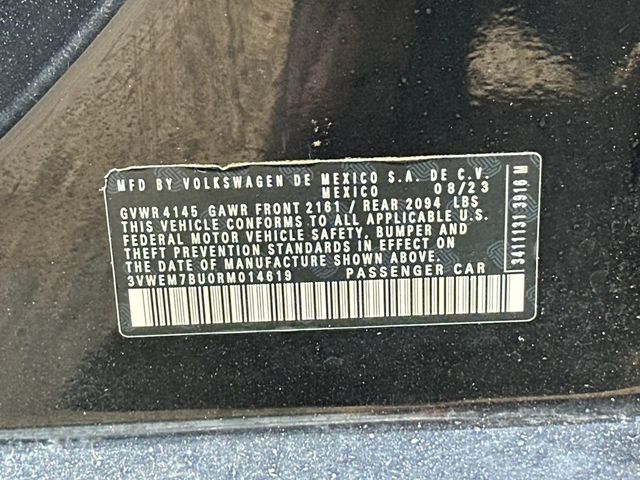 MFD BY VOLKSWAGEN DE MEXICO S.A. DE C.V.
MEXICO 08/23
GVWR 4145 GAWR FRONT 2161 / REAR 2094 LBS
THIS VEHICLE CONFORMS TO ALL APPLICABLE U.S.
FEDERAL MOTOR VEHICLE SAFETY, BUMPER AND
THEFT PREVENTION STANDARDS IN EFFECT ON THE
DATE OF MANUFACTURE SHOWN ABOVE.
3VWEM7BU0RM014619 PASSENGER CAR
3411131 3916 M